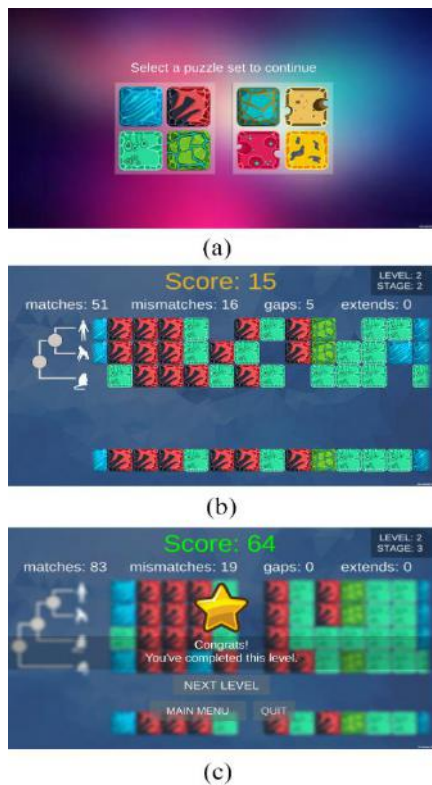 Select a puzzle set to continue
(a)
Score: 15
LEVEL: 2
STAGE: 2
matches: 51 mismatches: 16 gaps: 5 extends: 0
(b)
Score: 64
LEVEL: 2
STAGE: 3
matches: 83 mismatches: 19 gaps: 0 extends: 0
Congrats!
You've completed this level.
NEXT LEVEL
MAIN MENU QUIT
(c)